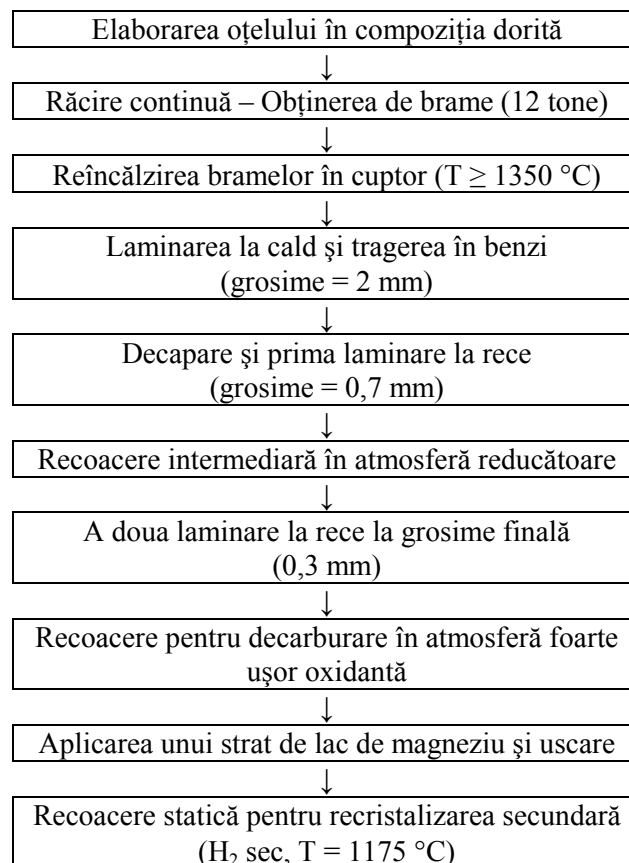 Elaborarea oțelului în compoziția dorită
↓
Răcire continuă – Obținerea de brame (12 tone)
↓
Reîncălzirea bramelor în cuptor (T ≥ 1350 °C)
↓
Laminarea la cald şi tragerea în benzi
(grosime = 2 mm)
↓
Decapare şi prima laminare la rece
(grosime = 0,7 mm)
↓
Recoacere intermediară în atmosferă reducătoare
↓
A doua laminare la rece la grosime finală
(0,3 mm)
↓
Recoacere pentru decarburare în atmosferă foarte
uşor oxidantă
↓
Aplicarea unui strat de lac de magneziu şi uscare
↓
Recoacere statică pentru recristalizarea secundară
(H₂ sec, T = 1175 °C)